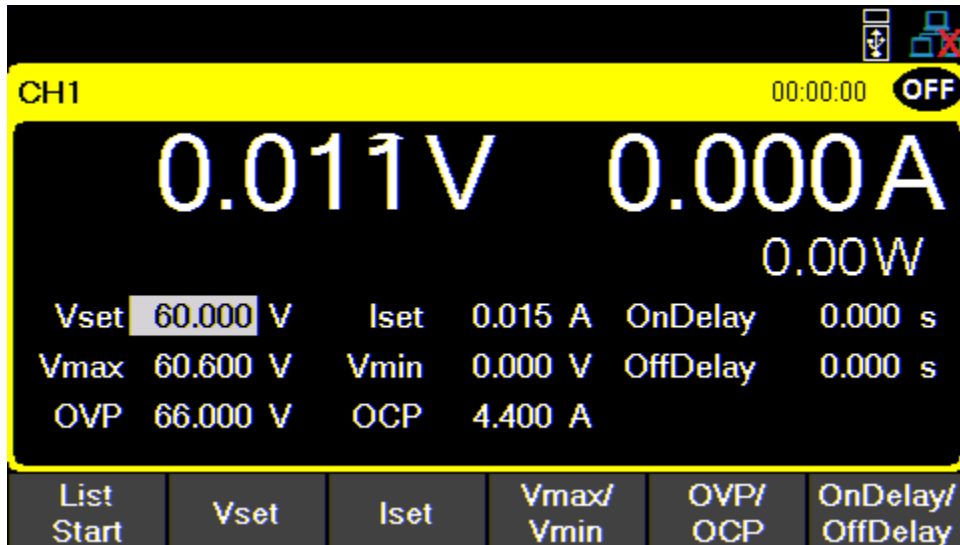 CH1 00:00:00 OFF
0.011V 0.000A
0.00W
Vset 60.000 V Iset 0.015 A OnDelay 0.000 s
Vmax 60.600 V Vmin 0.000 V OffDelay 0.000 s
OVP 66.000 V OCP 4.400 A
List Start Vset Iset Vmax/ Vmin OVP/ OCP OnDelay/ OffDelay